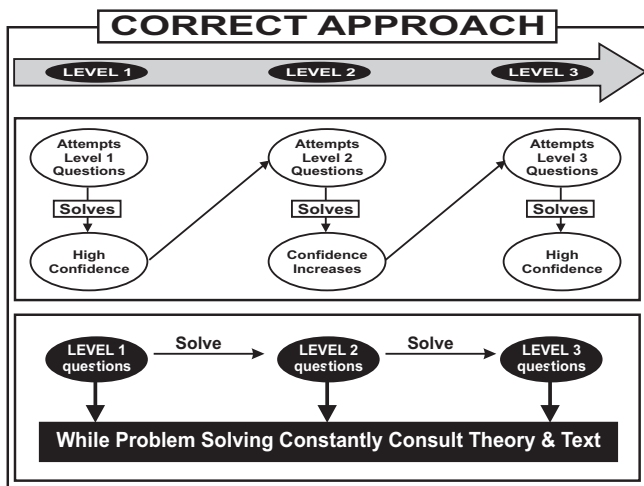 CORRECT APPROACH
LEVEL 1
LEVEL 2
LEVEL 3
Attempts
Level 1
Questions
Solves
High
Confidence
Attempts
Level 2
Questions
Solves
Confidence
Increases
Attempts
Level 3
Questions
Solves
High
Confidence
LEVEL 1
questions
Solve
LEVEL 2
questions
Solve
LEVEL 3
questions
While Problem Solving Constantly Consult Theory & Text